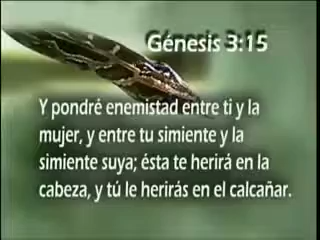 Génesis 3:15
Y pondré enemistad entre ti y la
mujer, y entre tu simiente y la
simiente suya; ésta te herirá en la
cabeza, y tú le herirás en el calcañar.